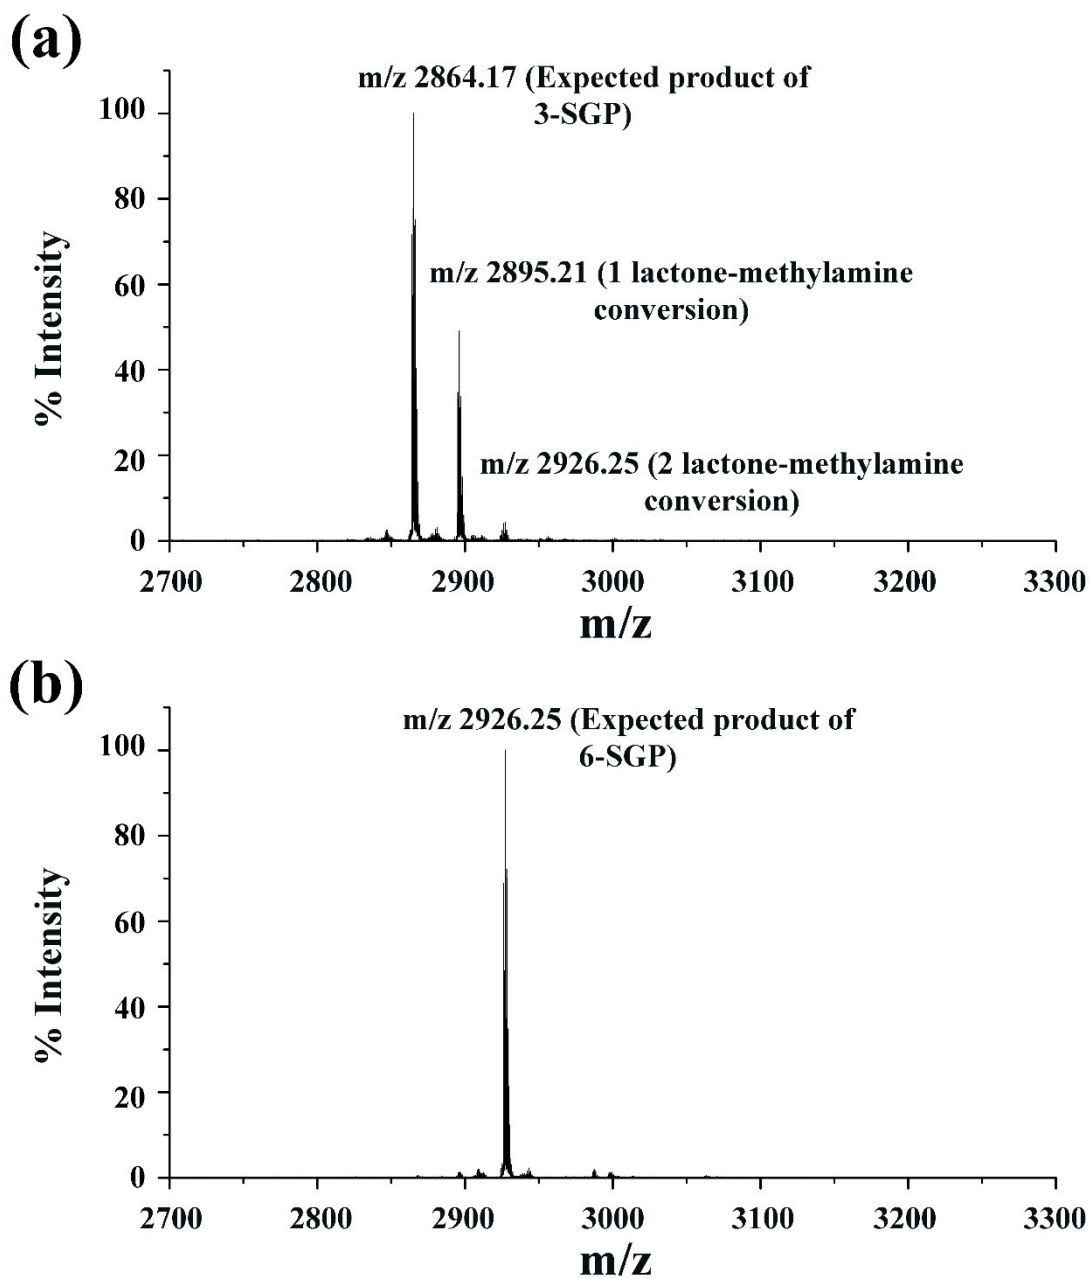 (a)
m/z 2864.17 (Expected product of
3-SGP)
100
80
m/z 2895.21 (1 lactone-methylamine
conversion)
60
% Intensity
40
m/z 2926.25 (2 lactone-methylamine
conversion)
20
0
2700 2800 2900 3000 3100 3200 3300
m/z
(b)
m/z 2926.25 (Expected product of
6-SGP)
100
80
60
% Intensity
40
20
0
2700 2800 2900 3000 3100 3200 3300
m/z